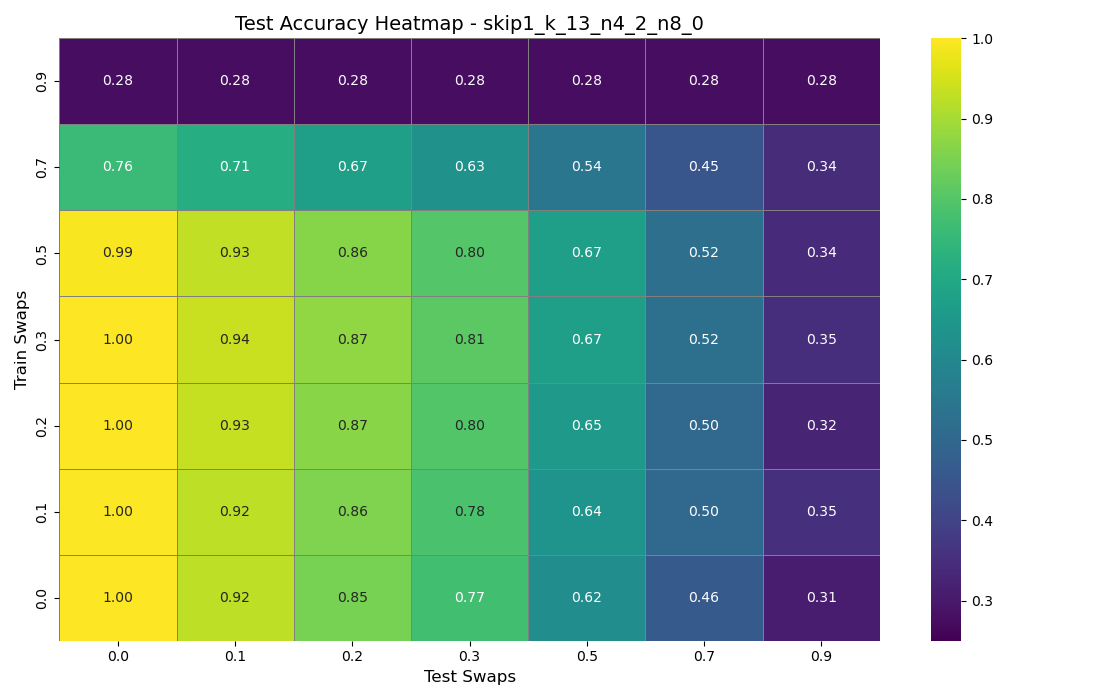 Test Accuracy Heatmap - skip1_k_13_n4_2_n8_0
0.9 0.28 0.28 0.28 0.28 0.28 0.28 0.28
0.7 0.76 0.71 0.67 0.63 0.54 0.45 0.34
0.5 0.99 0.93 0.86 0.80 0.67 0.52 0.34
0.3 1.00 0.94 0.87 0.81 0.67 0.52 0.35
0.2 1.00 0.93 0.87 0.80 0.65 0.50 0.32
0.1 1.00 0.92 0.86 0.78 0.64 0.50 0.35
0.0 1.00 0.92 0.85 0.77 0.62 0.46 0.31
0.0 0.1 0.2 0.3 0.5 0.7 0.9
Test Swaps
Train Swaps
1.0
0.9
0.8
0.7
0.6
0.5
0.4
0.3